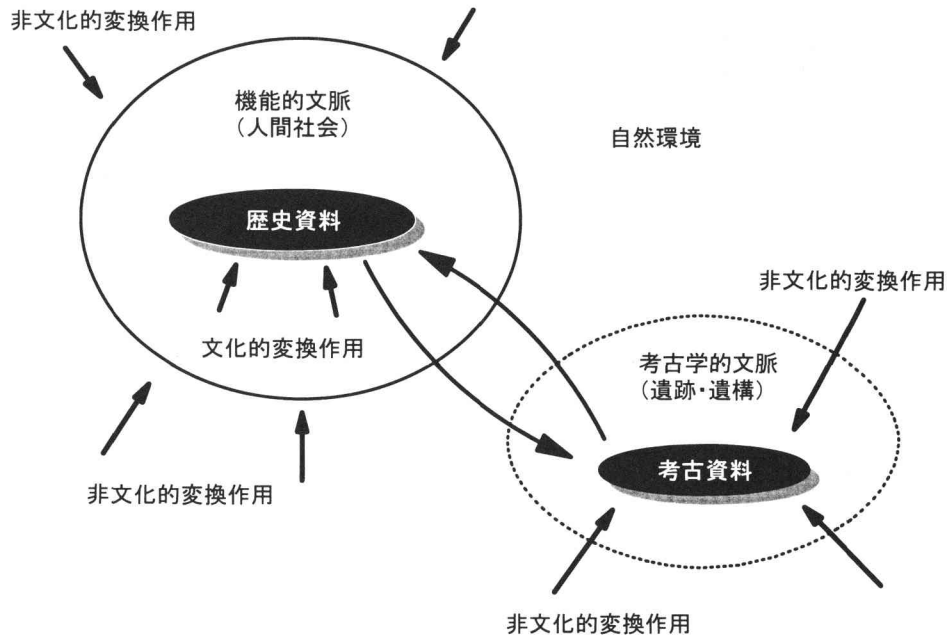 非文化的変換作用
機能的文脈
（人間社会）
自然環境
歴史資料
文化的変換作用
非文化的変換作用
非文化的変換作用
考古学的文脈
（遺跡・遺構）
考古資料
非文化的変換作用